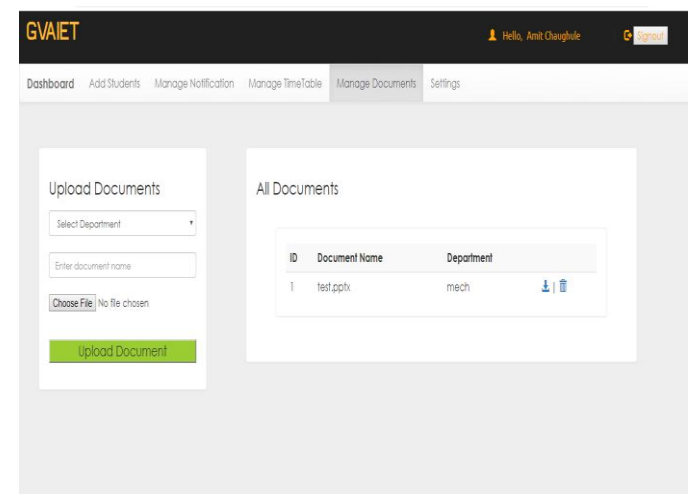 GVAIET
Hello, Amit Chaughule
Signout
Dashboard Add Students Manage Notification Manage TimeTable Manage Documents Settings
Upload Documents
Select Department
Enter document name
Choose File No file chosen
Upload Document
All Documents
ID Document Name Department
1 test.pptx mech |